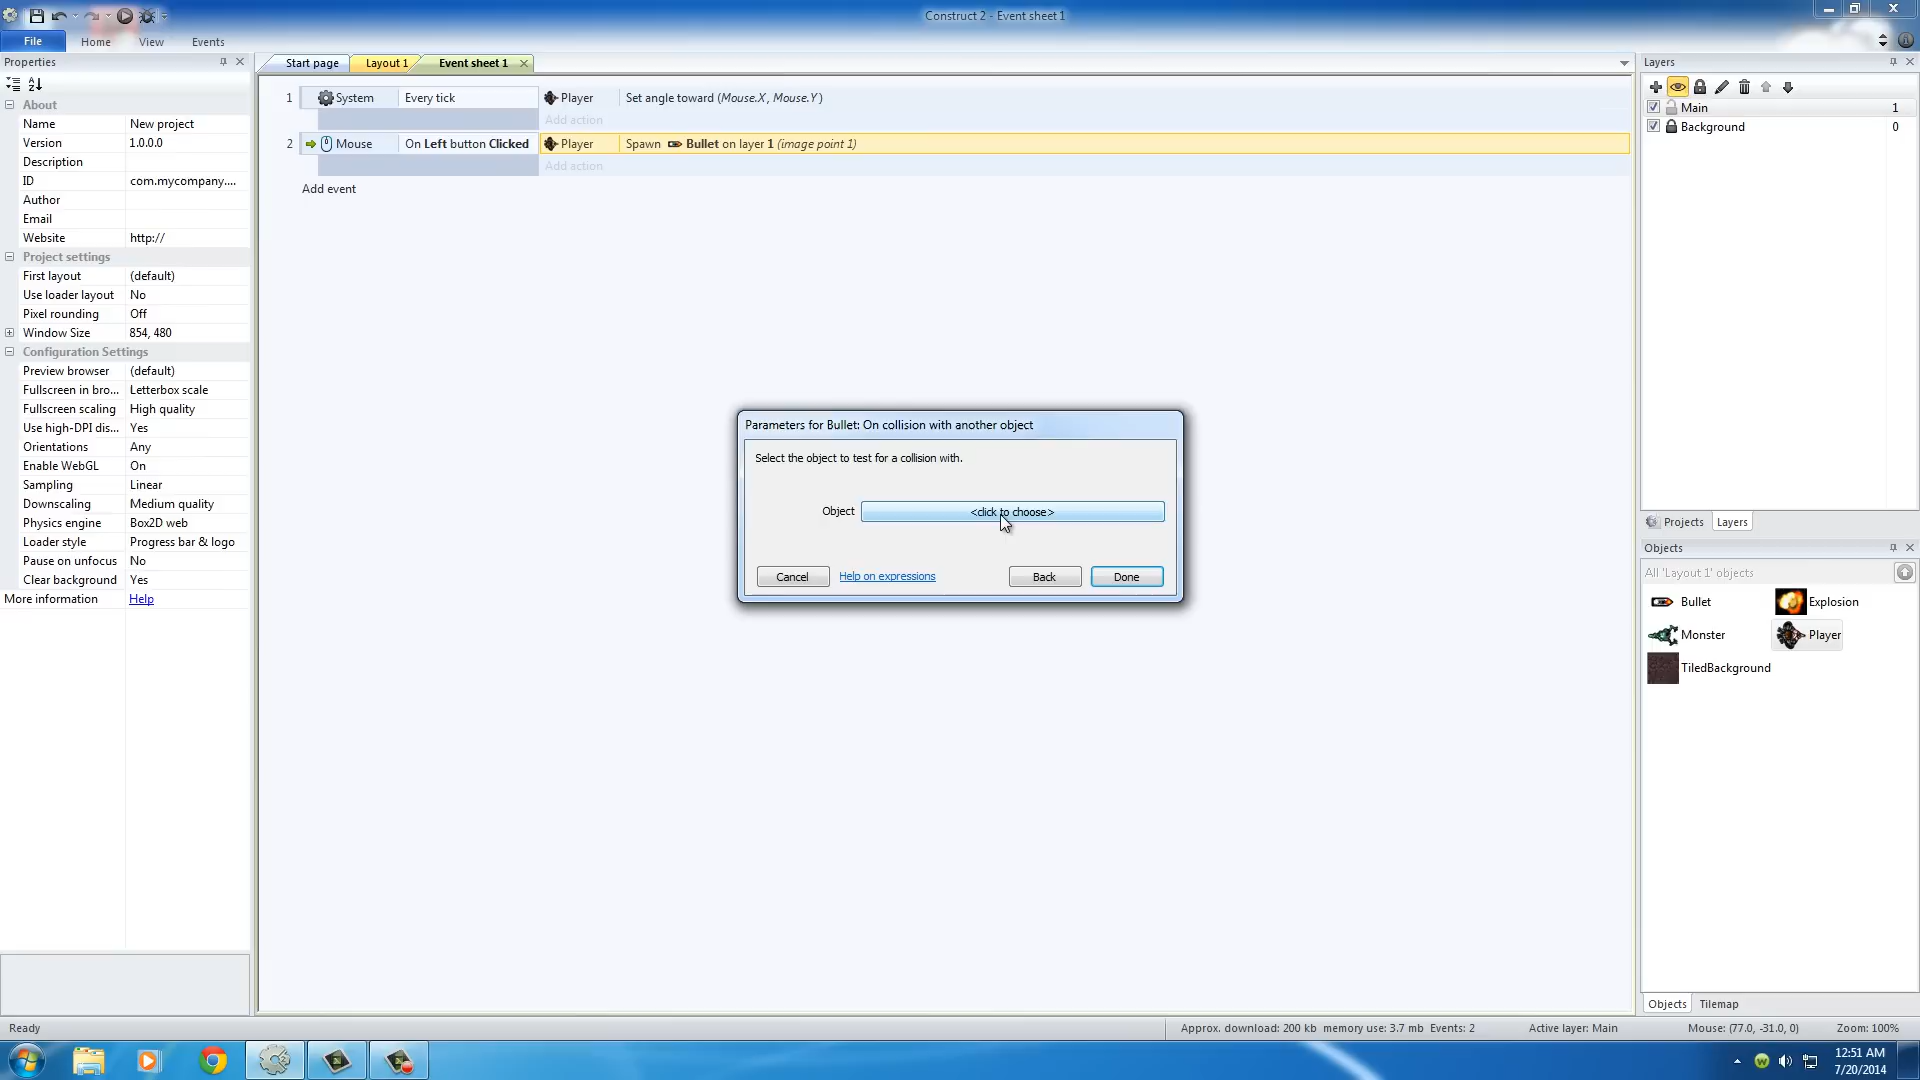 Construct 2 - Event sheet 1
File
Home
View
Events
Properties
About
Name New project
Version 1.0.0.0
Description
ID com.mycompany....
Author
Email
Website http://
Project settings
First layout (default)
Use loader layout No
Pixel rounding Off
Window Size 854, 480
Configuration Settings
Preview browser (default)
Fullscreen in bro... Letterbox scale
Fullscreen scaling High quality
Use high-DPI dis... Yes
Orientations Any
Enable WebGL On
Sampling Linear
Downscaling Medium quality
Physics engine Box2D web
Loader style Progress bar & logo
Pause on unfocus No
Clear background Yes
More information Help
Start page
Layout 1
Event sheet 1
1 System Every tick Player Set angle toward (Mouse.X, Mouse.Y)
Add action
2 Mouse On Left button Clicked Player Spawn Bullet on layer 1 (image point 1)
Add action
Add event
Parameters for Bullet: On collision with another object
Select the object to test for a collision with.
Object <click to choose>
Cancel Help on expressions Back Done
Layers
Main 1
Background 0
Projects Layers
Objects
All 'Layout 1' objects
Bullet Explosion
Monster Player
TiledBackground
Objects Tilemap
Ready Approx. download: 200 kb memory use: 3.7 mb Events: 2 Active layer: Main Mouse: (77.0, -31.0, 0) Zoom: 100%
12:51 AM
7/20/2014